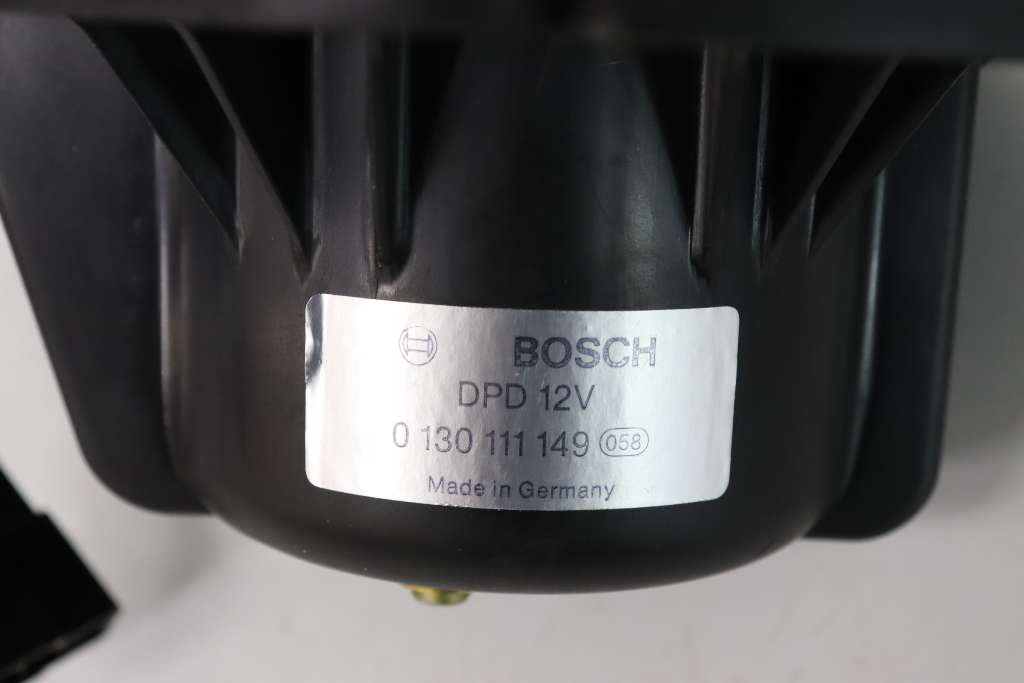 BOSCH
DPD 12V
0 130 111 149 058
Made in Germany